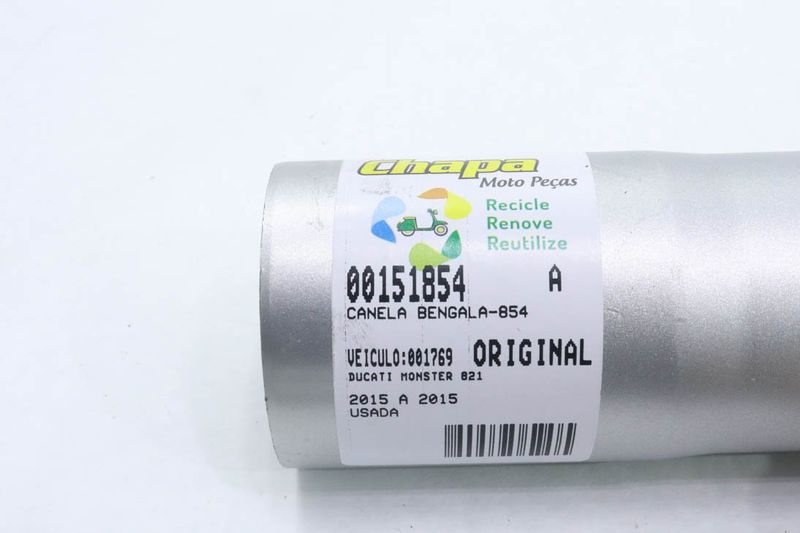 Chapa
Moto Peças
Recicle
Renove
Reutilize
00151854 A
CANELA BENGALA-854
VEICULO:001769 ORIGINAL
DUCATI MONSTER 821
2015 A 2015
USADA